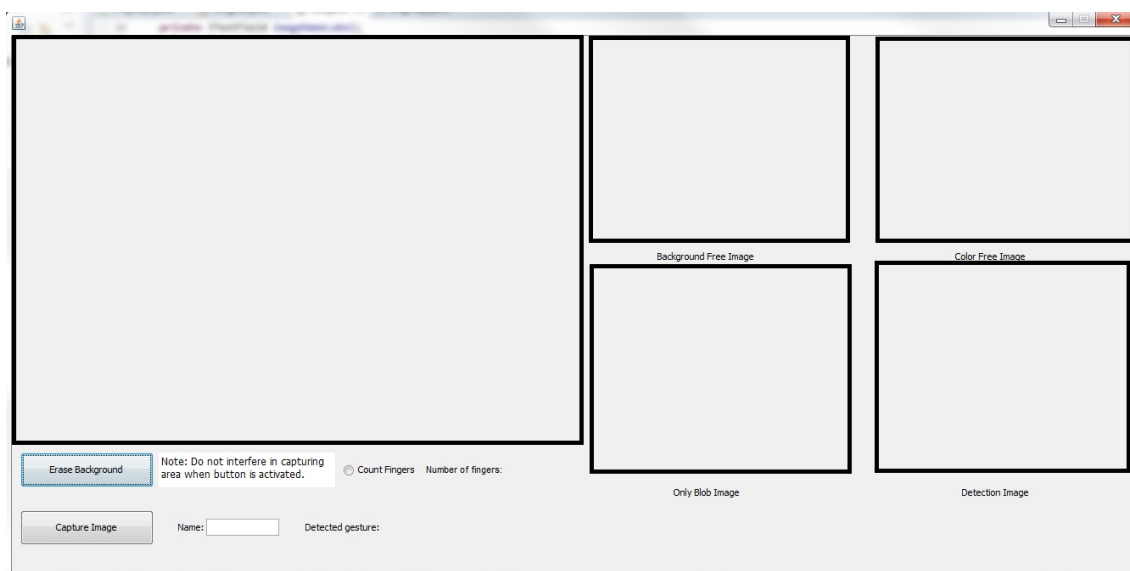 Background Free Image
Color Free Image
Erase Background
Note: Do not interfere in capturing
area when button is activated.
Count Fingers
Number of fingers:
Only Blob Image
Detection Image
Capture Image
Name:
Detected gesture: